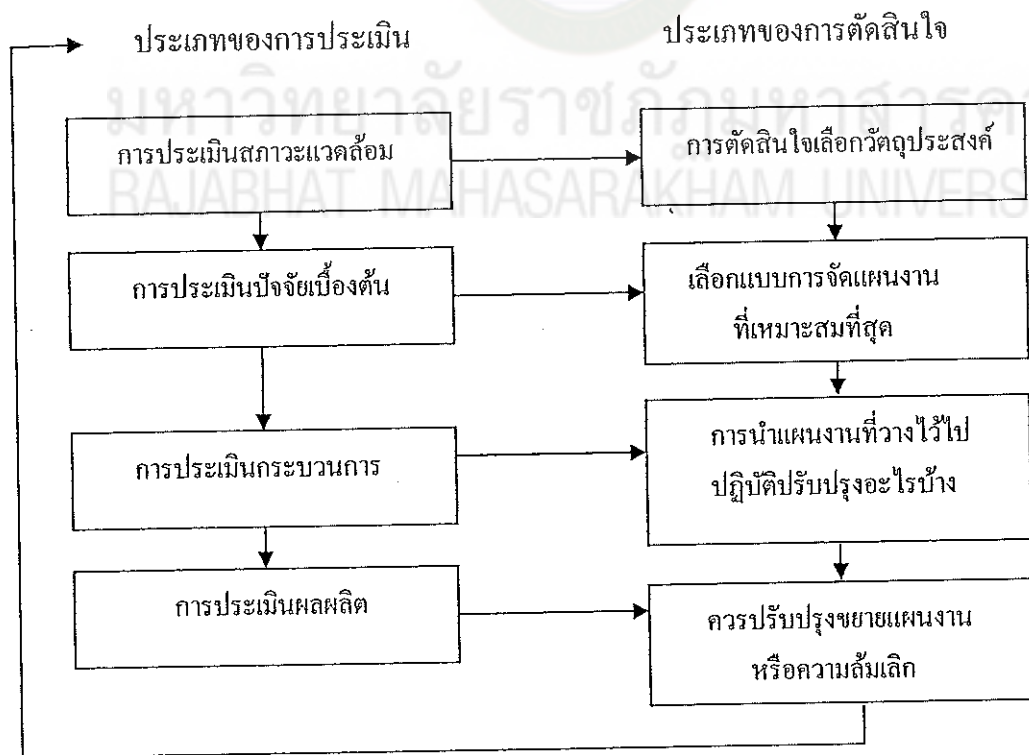 ประเภทของการประเมิน
ประเภทของการตัดสินใจ
มหาวิทยาลัยราชภัฏมหาสารค
RAJABHAT MAHASARAKHAM UNIVERS
การประเมินสภาวะแวดล้อม
การตัดสินใจเลือกวัตถุประสงค์
การประเมินปัจจัยเบื้องต้น
เลือกแบบการจัดแผนงาน
ที่เหมาะสมที่สุด
การประเมินกระบวนการ
การนำแผนงานที่วางไว้ไป
ปฏิบัติปรับปรุงอะไรบ้าง
การประเมินผลผลิต
ควรปรับปรุงขยายแผนงาน
หรือความล้มเลิก